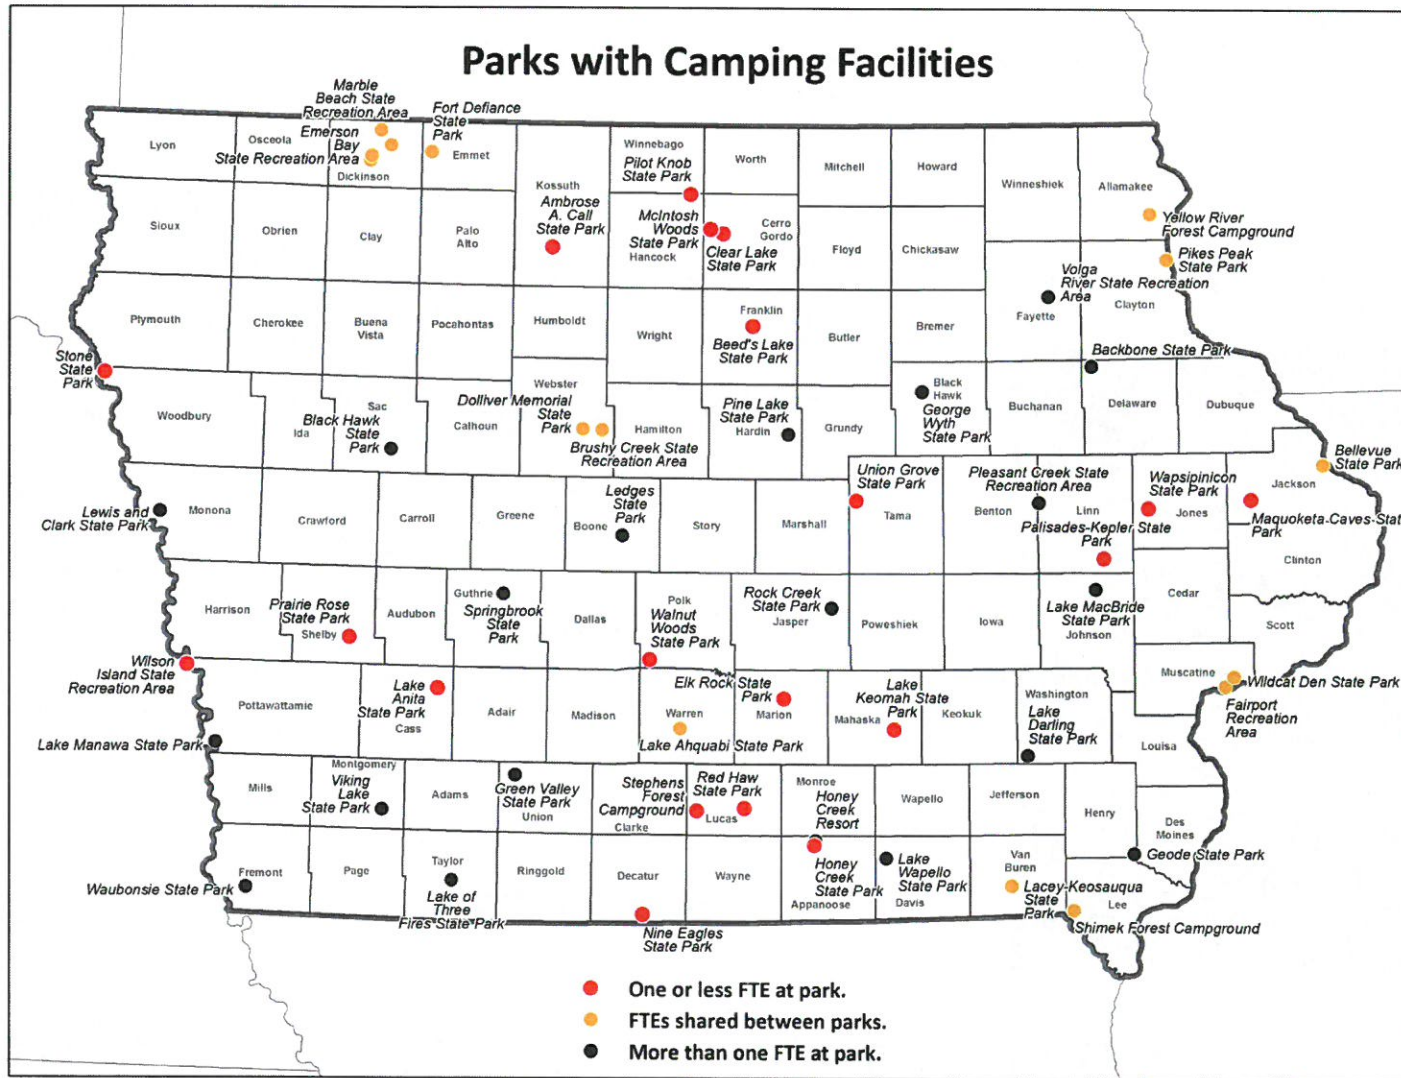 Parks with Camping Facilities
Marble
Beach State
Recreation Area
Fort Defiance
State
Park
Emerson
Bay
State Recreation Area
Lyon
Osceola
Dickinson
Emmet
Winnebago
Pilot Knob
State Park
Worth
Mitchell
Howard
Winneshiek
Allamakee
Kossuth
Ambrose
A. Call
State Park
McIntosh
Woods
State Park
Hancock
Cerro
Gordo
Clear Lake
State Park
Yellow River
Forest Campground
Pikes Peak
State Park
Sioux
Obrien
Clay
Palo
Alto
Floyd
Chickasaw
Volga
River State Recreation
Area
Fayette
Clayton
Plymouth
Cherokee
Buena
Vista
Pocahontas
Humboldt
Wright
Franklin
Beed's Lake
State Park
Butler
Bremer
Backbone State Park
Stone
State
Park
Woodbury
Ida
Sac
Black Hawk
State
Park
Calhoun
Webster
Dolliver Memorial
State
Park
Brushy Creek State
Recreation Area
Hamilton
Pine Lake
State Park
Hardin
Grundy
Black
Hawk
George
Wyth
State Park
Buchanan
Delaware
Dubuque
Bellevue
State Park
Lewis and
Clark State Park
Monona
Crawford
Carroll
Greene
Ledges
State
Park
Boone
Story
Marshall
Union Grove
State Park
Tama
Pleasant Creek State
Recreation Area
Benton
Linn
Palisades-Kepler State
Park
Wapsipinicon
State Park
Jones
Jackson
Maquoketa-Caves-Stat
Park
Clinton
Harrison
Prairie Rose
State Park
Shelby
Audubon
Guthrie
Springbrook
State
Park
Dallas
Polk
Walnut
Woods
State Park
Rock Creek
State Park
Jasper
Poweshiek
Iowa
Lake MacBride
State Park
Johnson
Cedar
Scott
Wilson
Island State
Recreation Area
Pottawattamie
Lake
Anita
State Park
Cass
Adair
Madison
Warren
Lake Ahquabi State Park
Elk Rock State
Park
Marion
Lake
Keomah State
Park
Mahaska
Keokuk
Washington
Lake
Darling
State Park
Muscatine
Wildcat Den State Park
Fairport
Recreation
Area
Louisa
Lake Manawa State Park
Mills
Montgomery
Viking
Lake
State Park
Adams
Green Valley
State Park
Union
Stephens
Forest
Campground
Clarke
Red Haw
State Park
Lucas
Monroe
Honey
Creek
Resort
Wapello
Jefferson
Henry
Des
Moines
Geode State Park
Waubonsie State Park
Fremont
Page
Taylor
Lake of
Three
Fires State Park
Ringgold
Decatur
Nine Eagles
State Park
Wayne
Honey
Creek
State Park
Appanoose
Lake
Wapello
State Park
Davis
Van
Buren
Lacey-Keosauqua
State
Park
Lee
Shimek Forest Campground
One or less FTE at park.
FTEs shared between parks.
More than one FTE at park.